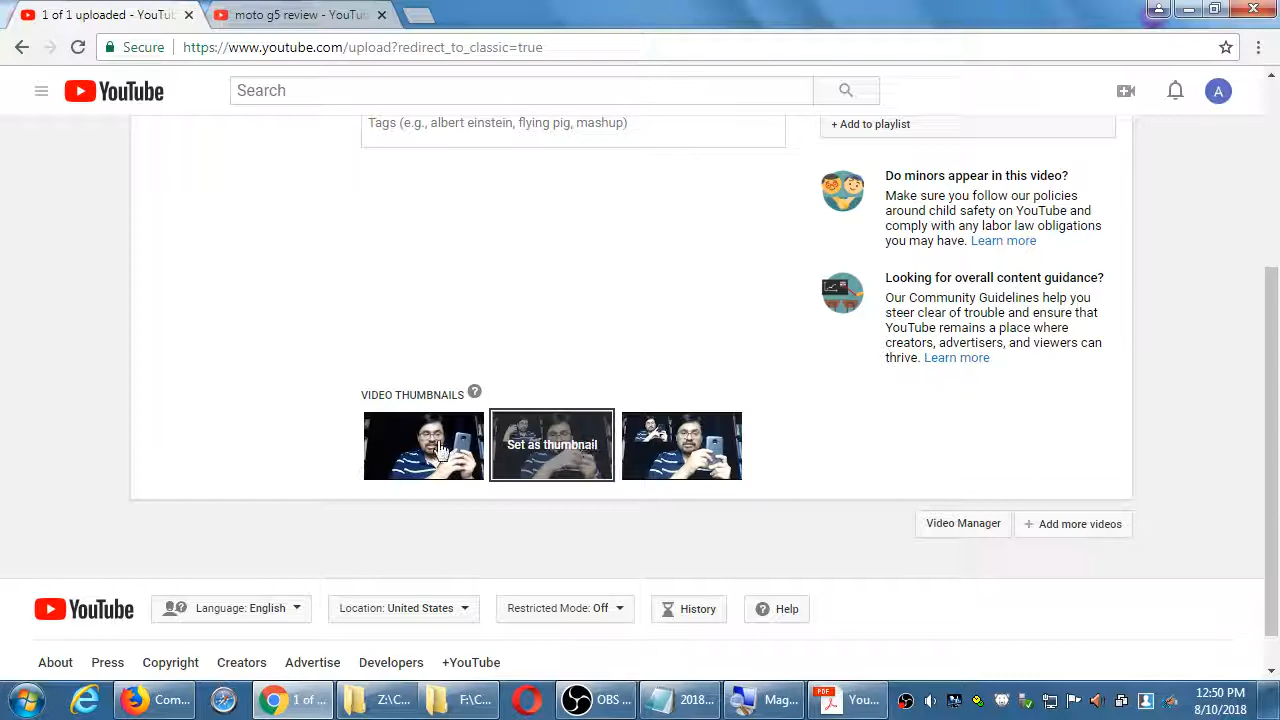 1 of 1 uploaded - YouTub
moto g5 review - YouTu
Secure
https://www.youtube.com/upload?redirect_to_classic=true
YouTube
Search
A
Tags (e.g., albert einstein, flying pig, mashup)
+ Add to playlist
Do minors appear in this video?
Make sure you follow our policies
around child safety on YouTube and
comply with any labor law obligations
you may have. Learn more
Looking for overall content guidance?
Our Community Guidelines help you
steer clear of trouble and ensure that
YouTube remains a place where
creators, advertisers, and viewers can
thrive. Learn more
VIDEO THUMBNAILS ?
Set as thumbnail
Video Manager
+ Add more videos
YouTube
Language: English
Location: United States
Restricted Mode: Off
History
? Help
About Press Copyright Creators Advertise Developers +YouTube
Com...
1 of ...
Z:\C...
F:\C...
OBS ...
2018...
Mag...
PDF
You...
12:50 PM
8/10/2018